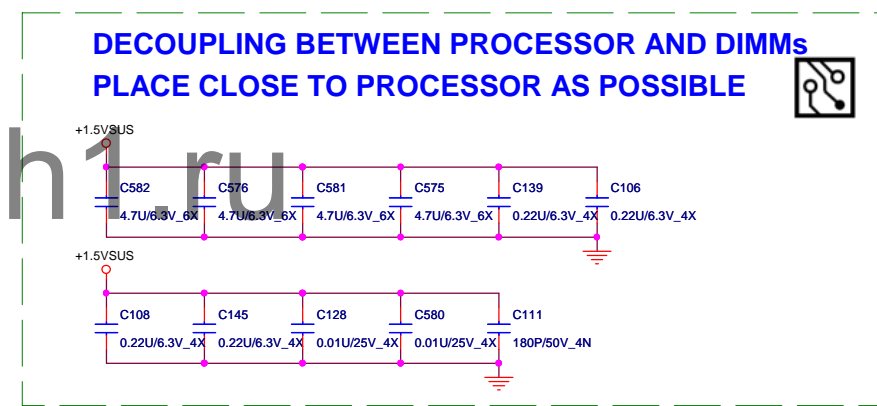 DECOUPLING BETWEEN PROCESSOR AND DIMMs
PLACE CLOSE TO PROCESSOR AS POSSIBLE
h1.ru
+1.5VSUS
C582 C576 C581 C575 C139 C106
4.7U/6.3V_6X 4.7U/6.3V_6X 4.7U/6.3V_6X 4.7U/6.3V_6X 0.22U/6.3V_4X 0.22U/6.3V_4X
+1.5VSUS
C108 C145 C128 C580 C111
0.22U/6.3V_4X 0.22U/6.3V_4X 0.01U/25V_4X 0.01U/25V_4X 180P/50V_4N